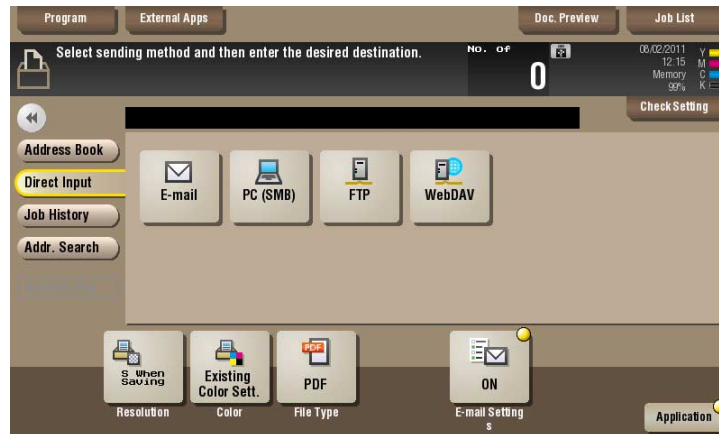 Program
External Apps
Doc. Preview
Job List
Select sending method and then enter the desired destination.
No. of
0
06/02/2011
12:15
Memory
99%
Y
M
C
K
Check Setting
Address Book
Direct Input
Job History
Addr. Search
E-mail
PC (SMB)
FTP
WebDAV
S When
Saving
Existing
Color Sett.
PDF
PDF
ON
Resolution
Color
File Type
E-mail Setting
s
Application